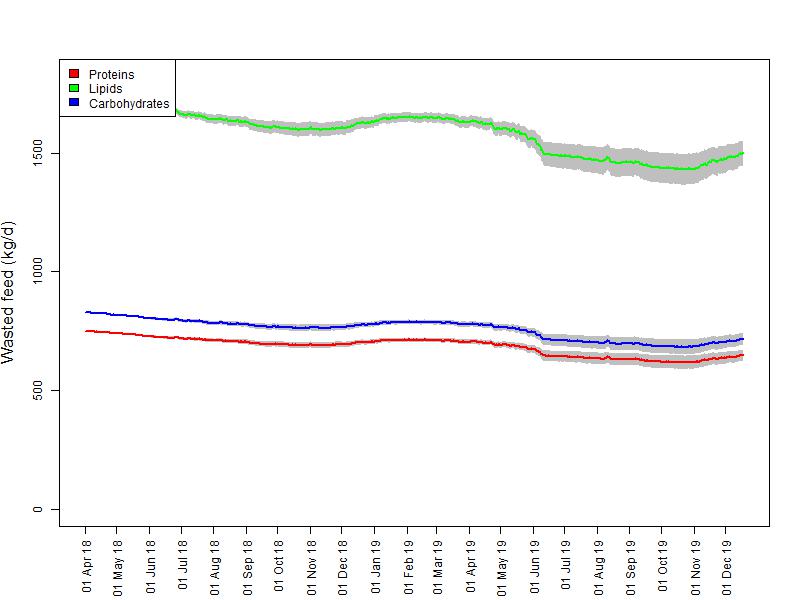 Proteins
Lipids
Carbohydrates
Wasted feed (kg/d)
1500
1000
500
0
01 Apr 18
01 May 18
01 Jun 18
01 Jul 18
01 Aug 18
01 Sep 18
01 Oct 18
01 Nov 18
01 Dec 18
01 Jan 19
01 Feb 19
01 Mar 19
01 Apr 19
01 May 19
01 Jun 19
01 Jul 19
01 Aug 19
01 Sep 19
01 Oct 19
01 Nov 19
01 Dec 19